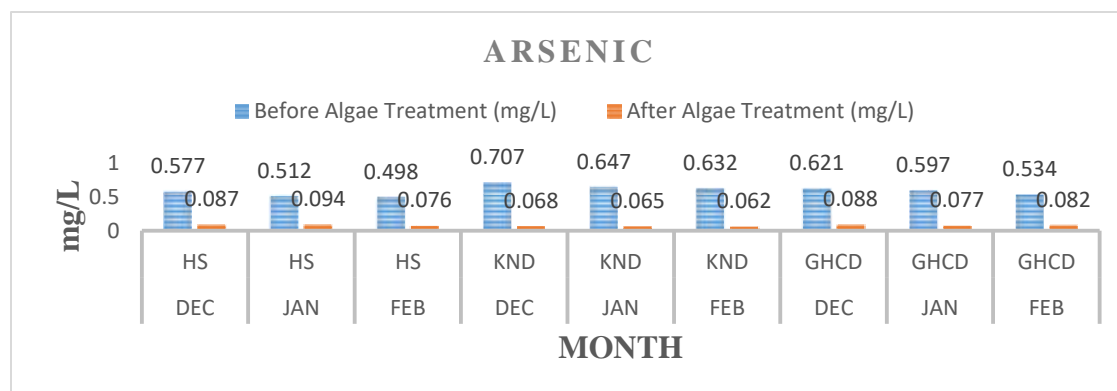 ARSENIC
Before Algae Treatment (mg/L) After Algae Treatment (mg/L)
mg/L
1
0.5
0
0.577 0.512 0.498 0.707 0.647 0.632 0.621 0.597 0.534
0.087 0.094 0.076 0.068 0.065 0.062 0.088 0.077 0.082
HS HS HS KND KND KND GHCD GHCD GHCD
DEC JAN FEB DEC JAN FEB DEC JAN FEB
MONTH